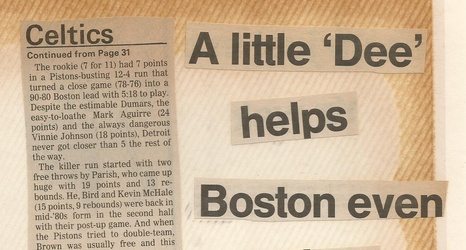 Celtics
Continued from Page 31
The rookie (7 for 11) had 7 points
in a Pistons-busting 12-4 run that
turned a close game (78-76) into a
90-80 Boston lead with 5:18 to play.
Despite the estimable Dumars, the
easy-to-loathe Mark Aguirre (24
points) and the always dangerous
Vinnie Johnson (18 points), Detroit
never got closer than 5 the rest of
the way.
The killer run started with two
free throws by Parish, who came up
huge with 19 points and 13 re-
bounds. He, Bird and Kevin McHale
(15 points, 9 rebounds) were back in
mid-'80s form in the second half
with their post-up game. And when
the Pistons tried to double-team,
Brown was usually free and this
A little 'Dee'
helps
Boston even